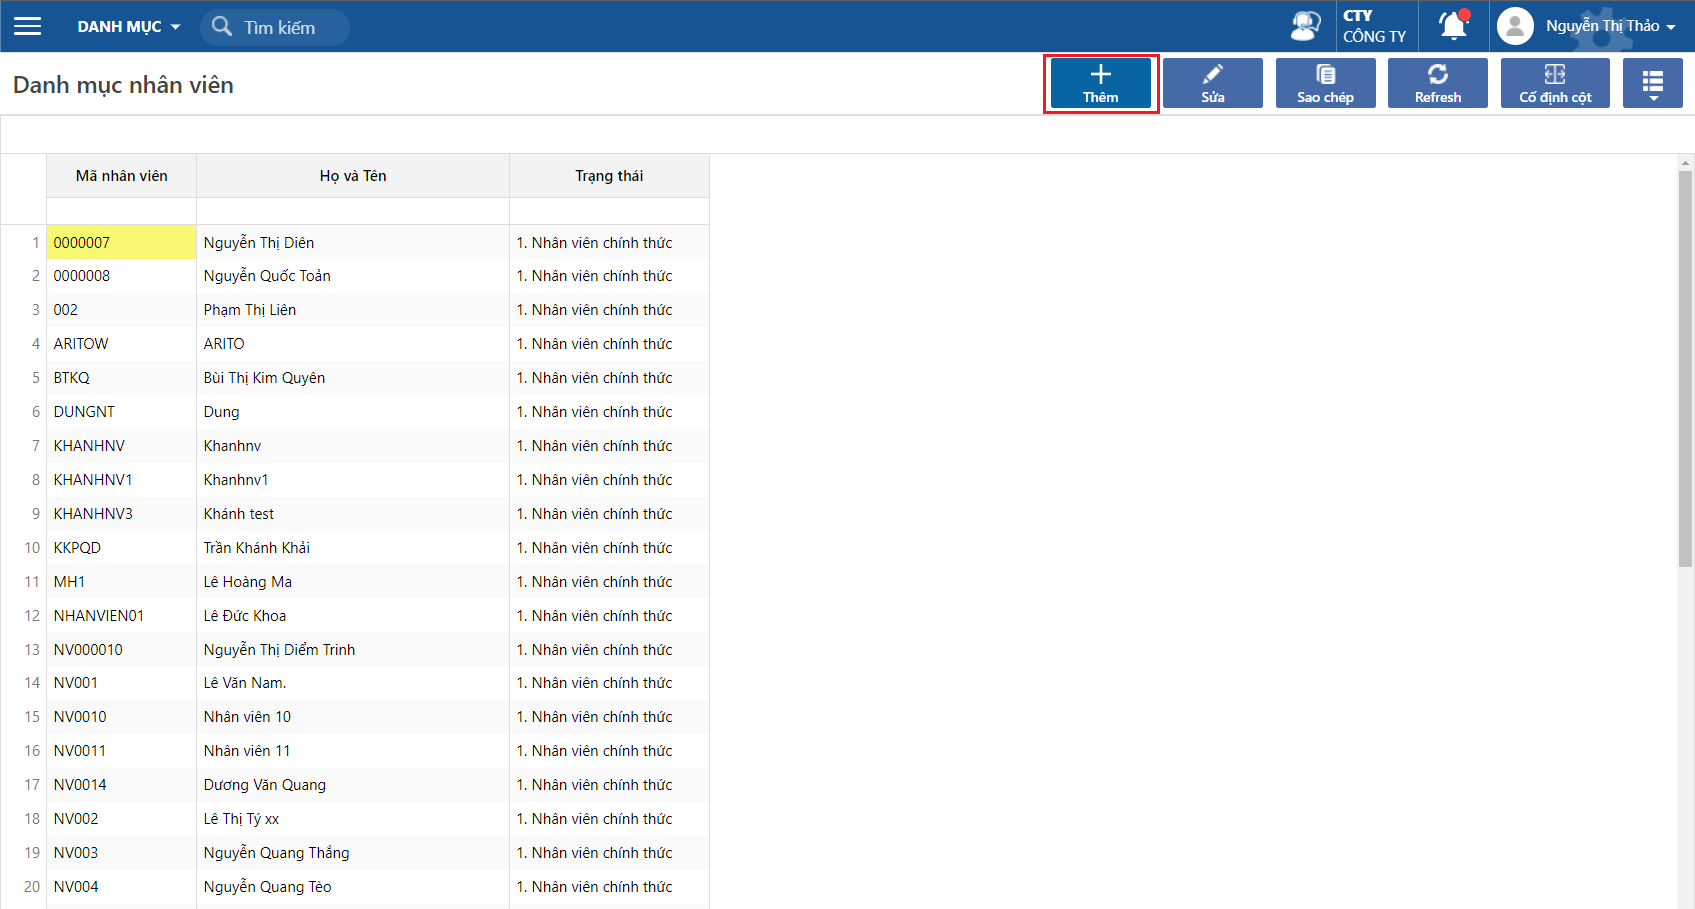 DANH MỤC
Tìm kiếm
CTY
CÔNG TY
Nguyễn Thị Thảo
Danh mục nhân viên
Thêm
Sửa
Sao chép
Refresh
Cố định cột
Mã nhân viên Họ và Tên Trạng thái
1 0000007 Nguyễn Thị Diên 1. Nhân viên chính thức
2 0000008 Nguyễn Quốc Toản 1. Nhân viên chính thức
3 002 Phạm Thị Liên 1. Nhân viên chính thức
4 ARITOW ARITO 1. Nhân viên chính thức
5 BTKQ Bùi Thị Kim Quyên 1. Nhân viên chính thức
6 DUNGNT Dung 1. Nhân viên chính thức
7 KHANHNV Khanhnv 1. Nhân viên chính thức
8 KHANHNV1 Khanhnv1 1. Nhân viên chính thức
9 KHANHNV3 Khánh test 1. Nhân viên chính thức
10 KKPQD Trần Khánh Khải 1. Nhân viên chính thức
11 MH1 Lê Hoàng Ma 1. Nhân viên chính thức
12 NHANVIEN01 Lê Đức Khoa 1. Nhân viên chính thức
13 NV000010 Nguyễn Thị Diểm Trinh 1. Nhân viên chính thức
14 NV001 Lê Văn Nam. 1. Nhân viên chính thức
15 NV0010 Nhân viên 10 1. Nhân viên chính thức
16 NV0011 Nhân viên 11 1. Nhân viên chính thức
17 NV0014 Dương Văn Quang 1. Nhân viên chính thức
18 NV002 Lê Thị Tý xx 1. Nhân viên chính thức
19 NV003 Nguyễn Quang Thắng 1. Nhân viên chính thức
20 NV004 Nguyễn Quang Tèo 1. Nhân viên chính thức